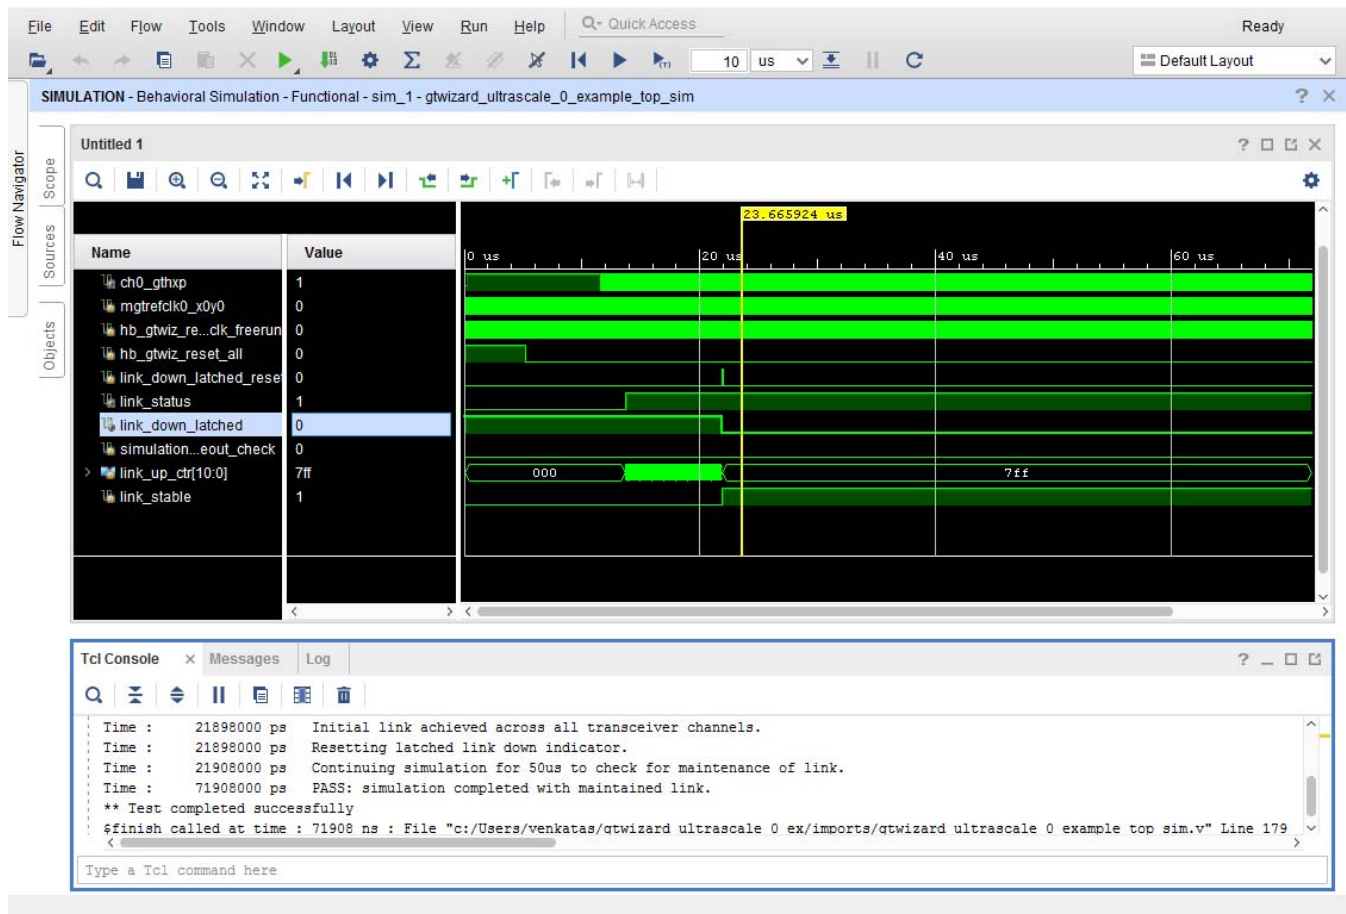 File Edit Flow Tools Window Layout View Run Help Quick Access Ready
10 us Default Layout
SIMULATION - Behavioral Simulation - Functional - sim_1 - gtwizard_ultrascale_0_example_top_sim ?
Flow Navigator
Scope
Sources
Objects
Untitled 1 ?
23.665924 us
Name Value 0 us 20 us 40 us 60 us
ch0_gthxp 1
mgtrefclk0_x0y0 0
hb_gtwiz_re...clk_freerun 0
hb_gtwiz_reset_all 0
link_down_latched_reset 0
link_status 1
link_down_latched 0
simulation...eout_check 0
link_up_ctr[10:0] 7ff 000 7ff
link_stable 1
Tcl Console Messages Log ?
Time : 21898000 ps Initial link achieved across all transceiver channels.
Time : 21898000 ps Resetting latched link down indicator.
Time : 21908000 ps Continuing simulation for 50us to check for maintenance of link.
Time : 71908000 ps PASS: simulation completed with maintained link.
** Test completed successfully
$finish called at time : 71908 ns : File "c:/Users/venkatas/gtwizard_ultrascale_0_ex/imports/gtwizard_ultrascale_0_example_top_sim.v" Line 179
Type a Tcl command here